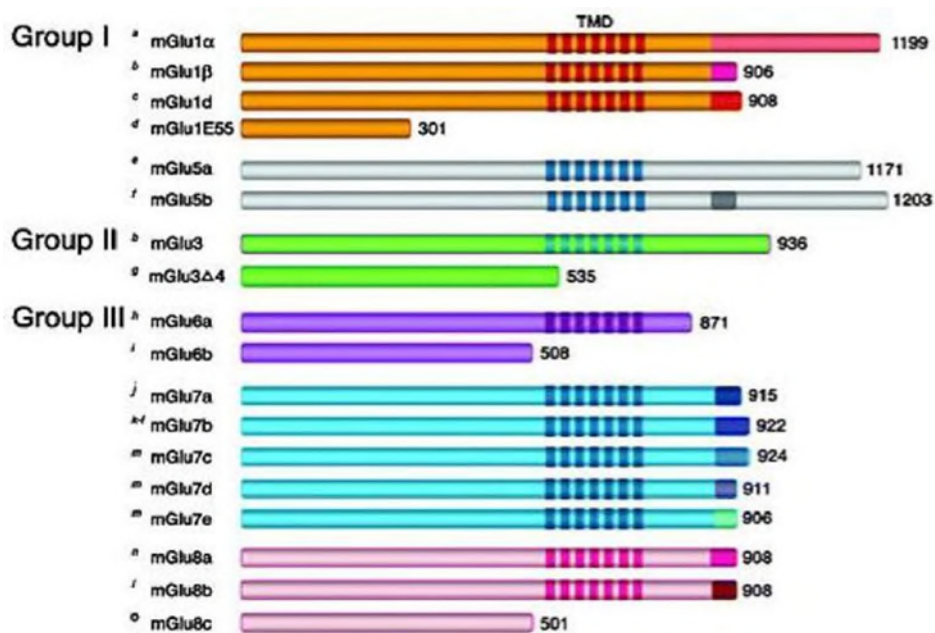 TMD
Group I a mGlu1α 1199
b mGlu1β 906
c mGlu1d 908
d mGlu1E55 301
e mGlu5a 1171
f mGlu5b 1203
Group II b mGlu3 936
g mGlu3Δ4 535
Group III h mGlu6a 871
i mGlu6b 508
j mGlu7a 915
k-l mGlu7b 922
m mGlu7c 924
m mGlu7d 911
m mGlu7e 906
n mGlu8a 908
mGlu8b 908
o mGlu8c 501